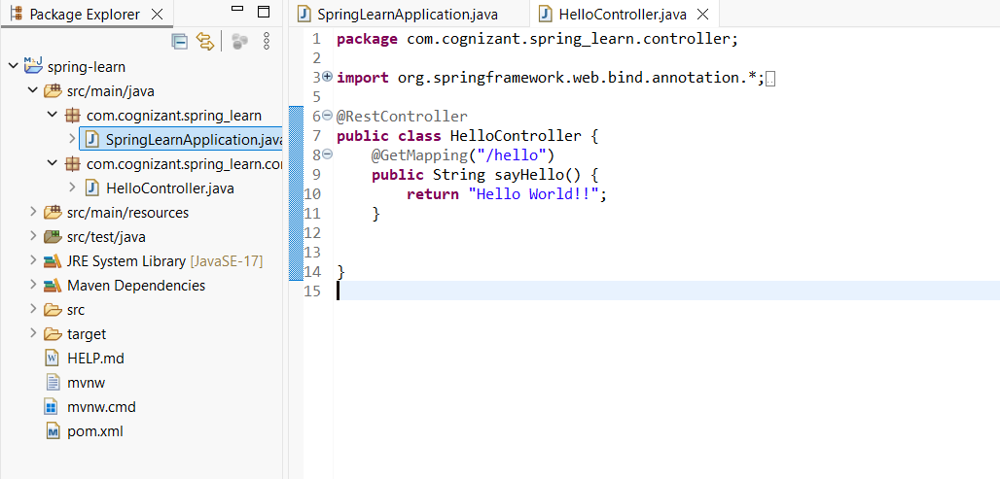 Package Explorer
spring-learn
src/main/java
com.cognizant.spring_learn
SpringLearnApplication.java
com.cognizant.spring_learn.co
HelloController.java
src/main/resources
src/test/java
JRE System Library [JavaSE-17]
Maven Dependencies
src
target
HELP.md
mvnw
mvnw.cmd
pom.xml
SpringLearnApplication.java
HelloController.java
1 package com.cognizant.spring_learn.controller;
2
3 import org.springframework.web.bind.annotation.*;
5
6 @RestController
7 public class HelloController {
8 @GetMapping("/hello")
9 public String sayHello() {
10 return "Hello World!!";
11 }
12
13
14 }
15